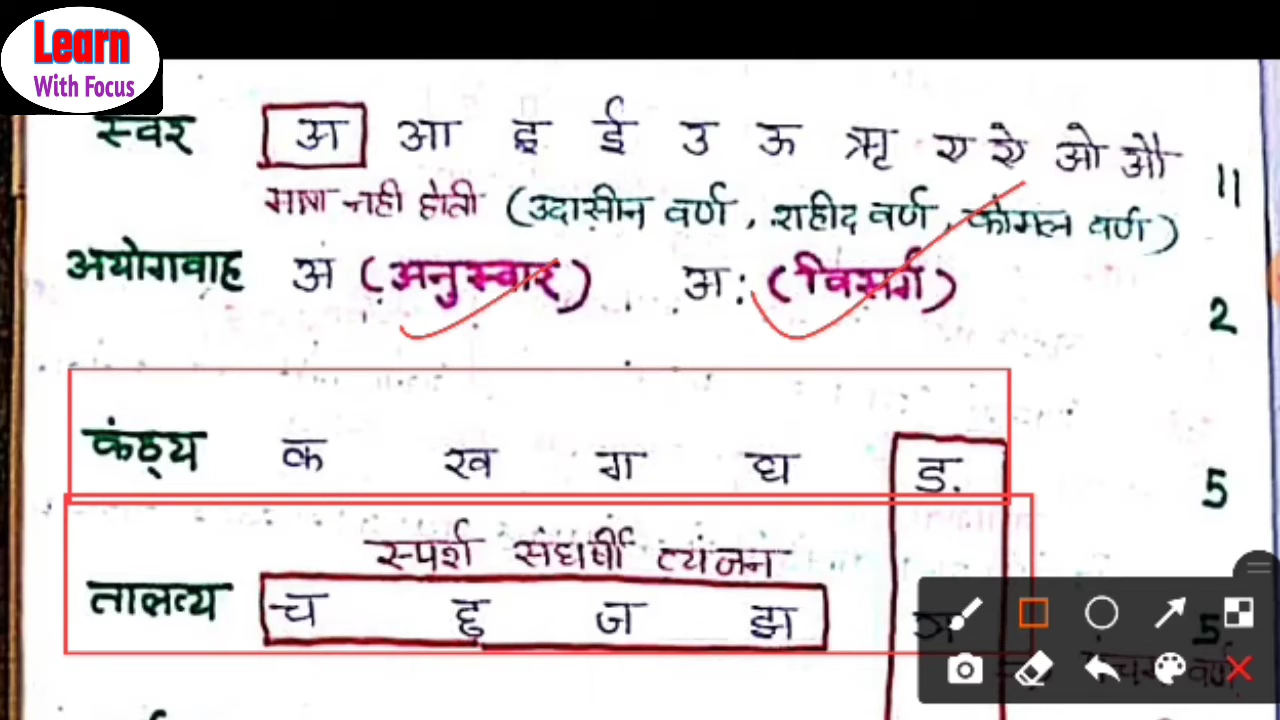 Learn
With Focus
स्वर अ आ इ ई उ ऊ ऋ ए ऐ ओ औ 11
मात्रा नही होती (उदासीन वर्ण, शहीद वर्ण, कोमल वर्ण)
अयोगवाह अं (अनुस्वार) अः (विसर्ग) 2
कंठ्य क ख ग घ ङ 5
स्पर्श संघर्षी व्यंजन
तालव्य च छ ज झ ञ 5
वर्ण